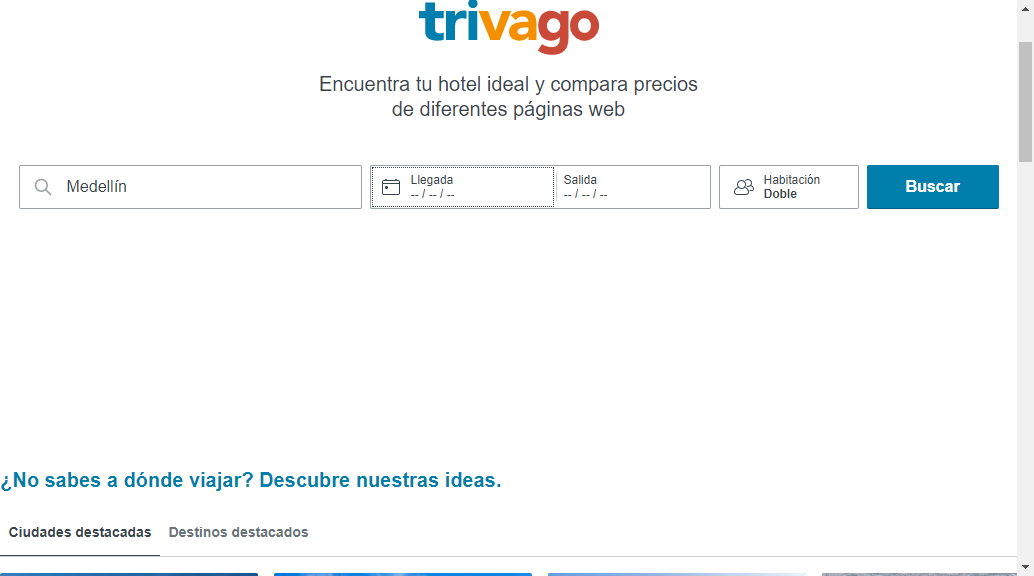 trivago
Encuentra tu hotel ideal y compara precios
de diferentes páginas web
Medellín
Llegada
-- / -- / --
Salida
-- / -- / --
Habitación
Doble
Buscar
¿No sabes a dónde viajar? Descubre nuestras ideas.
Ciudades destacadas
Destinos destacados